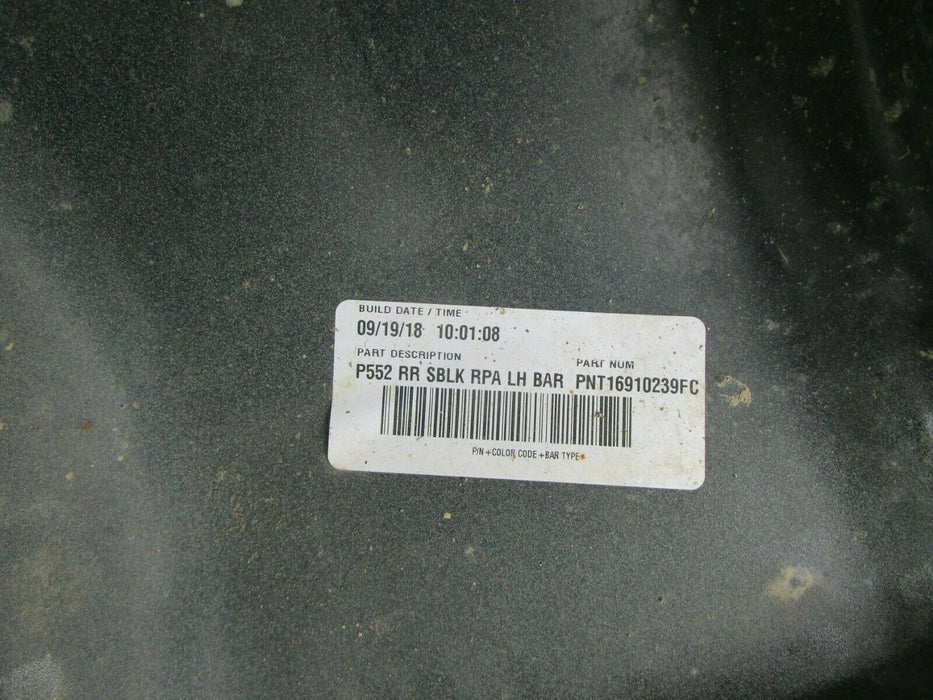 BUILD DATE / TIME
09/19/18 10:01:08
PART DESCRIPTION PART NUM
P552 RR SBLK RPA LH BAR PNT16910239FC
P/N +COLOR CODE +BAR TYPE